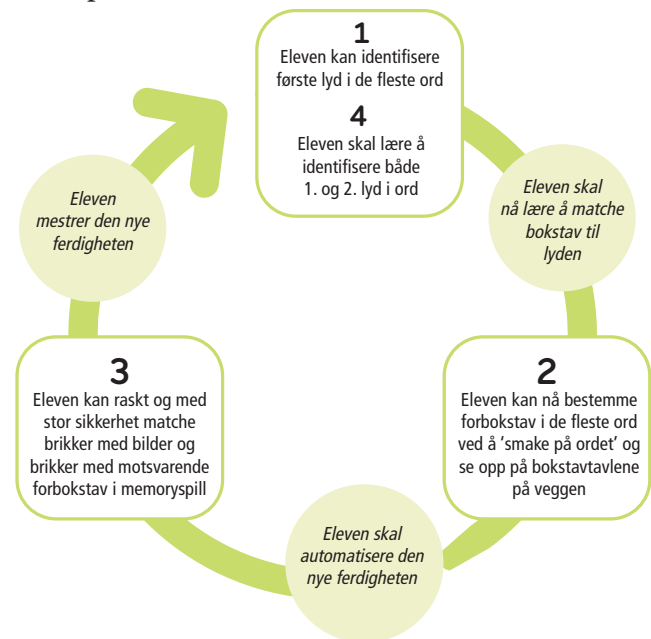 1
Eleven kan identifisere
første lyd i de fleste ord
4
Eleven skal lære å
identifisere både
1. og 2. lyd i ord
Eleven skal
nå lære å matche
bokstav til
lyden
2
Eleven kan nå bestemme
forbokstav i de fleste ord
ved å 'smake på ordet' og
se opp på bokstavtavlene
på veggen
Eleven skal
automatisere den
nye ferdigheten
3
Eleven kan raskt og med
stor sikkerhet matche
brikker med bilder og
brikker med motsvarende
forbokstav i memoryspill
Eleven
mestrer den nye
ferdigheten